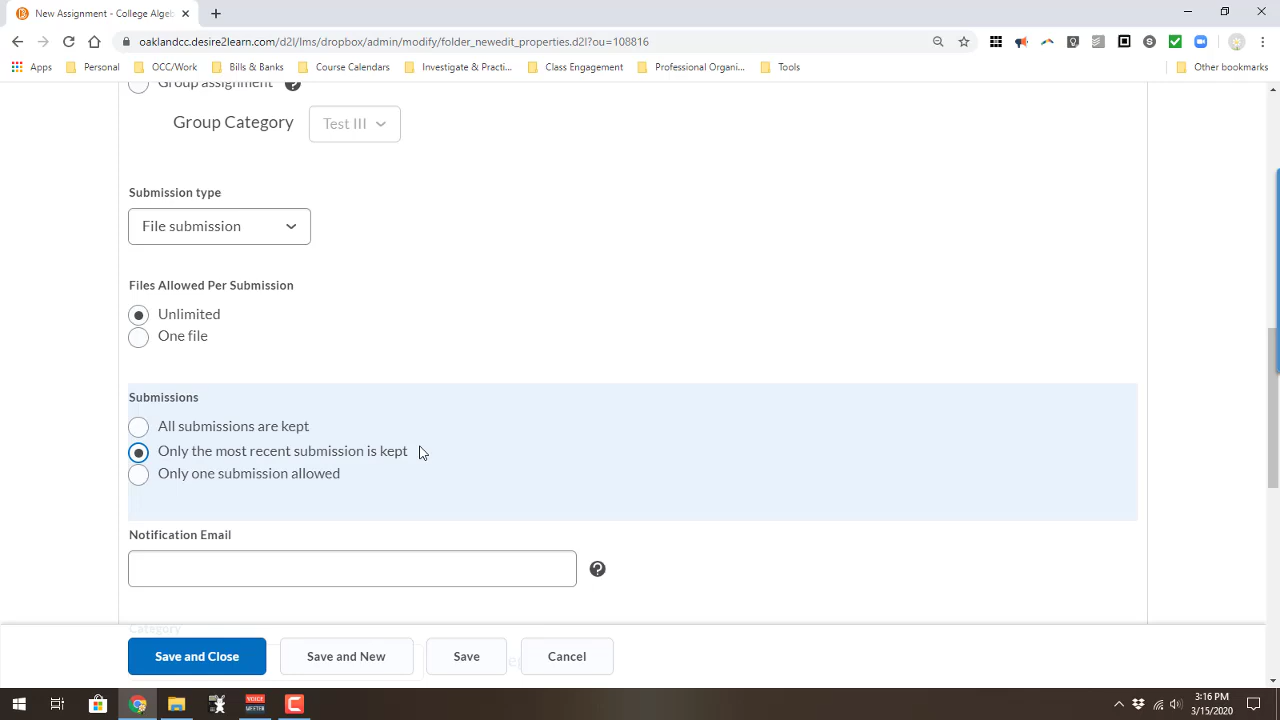 New Assignment - College Algeb
oaklandcc.desire2learn.com/d2l/lms/dropbox/admin/modify/folder_newedit_properties.d2l?ou=108816
Apps Personal OCC/Work Bills & Banks Course Calendars Investigate & Practi... Class Engagement Professional Organi... Tools Other bookmarks
Group assignment
Group Category Test III
Submission type
File submission
Files Allowed Per Submission
Unlimited
One file
Submissions
All submissions are kept
Only the most recent submission is kept
Only one submission allowed
Notification Email
Category
Save and Close Save and New Save Cancel
VOICE MEETER
3:16 PM
3/15/2020